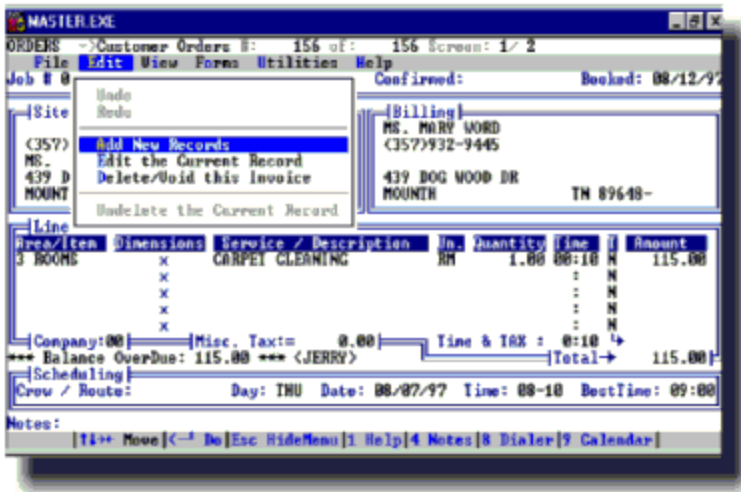 MASTER.EXE
ORDERS ->Customer Orders #: 156 of: 156 Screen: 1/ 2
File Edit View Forms Utilities Help
Job # 0 Confirmed: Booked: 08/12/97
Undo
Redo
Add New Records
Edit the Current Record
Delete/Void this Invoice
Undelete the Current Record
Site
(357)
MS.
439 D
MOUNT
Billing
MS. MARY WORD
(357)932-9445
439 DOG WOOD DR
MOUNTH TN 89648-
Line
Area/Item Dimensions Service / Description Un. Quantity Time T Amount
3 ROOMS x CARPET CLEANING RM 1.00 00:10 N 115.00
x : N
x : N
x : N
x : N
Company:00 Misc. Tax:= 0.00 Time & TAX : 0:10
*** Balance OverDue: 115.00 *** (JERRY) Total→ 115.00
Scheduling
Crew / Route: Day: THU Date: 08/07/97 Time: 08-10 BestTime: 09:00
Notes:
↑↓→← Move|<─┘ Do|Esc HideMenu|1 Help|4 Notes|8 Dialer|9 Calendar|